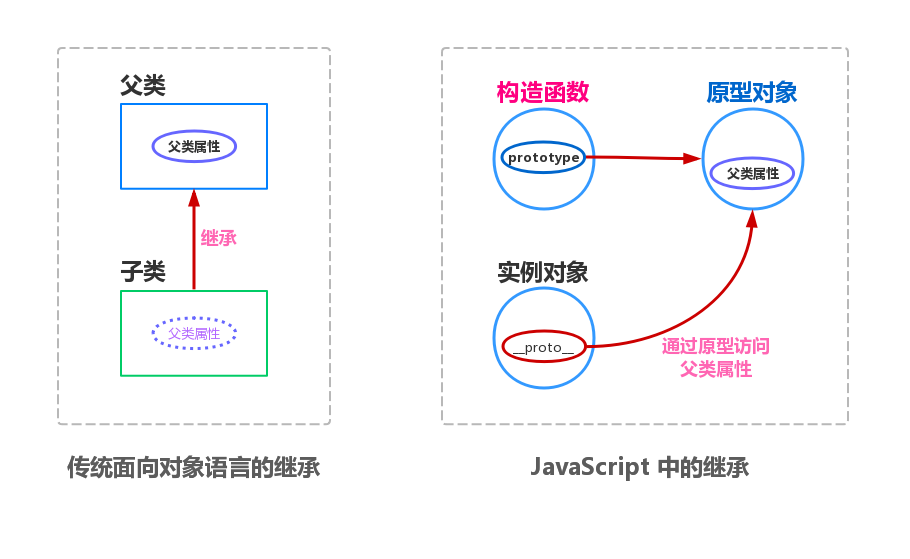 父类
父类属性
继承
子类
父类属性
传统面向对象语言的继承
构造函数
原型对象
prototype
父类属性
实例对象
__proto__
通过原型访问
父类属性
JavaScript 中的继承